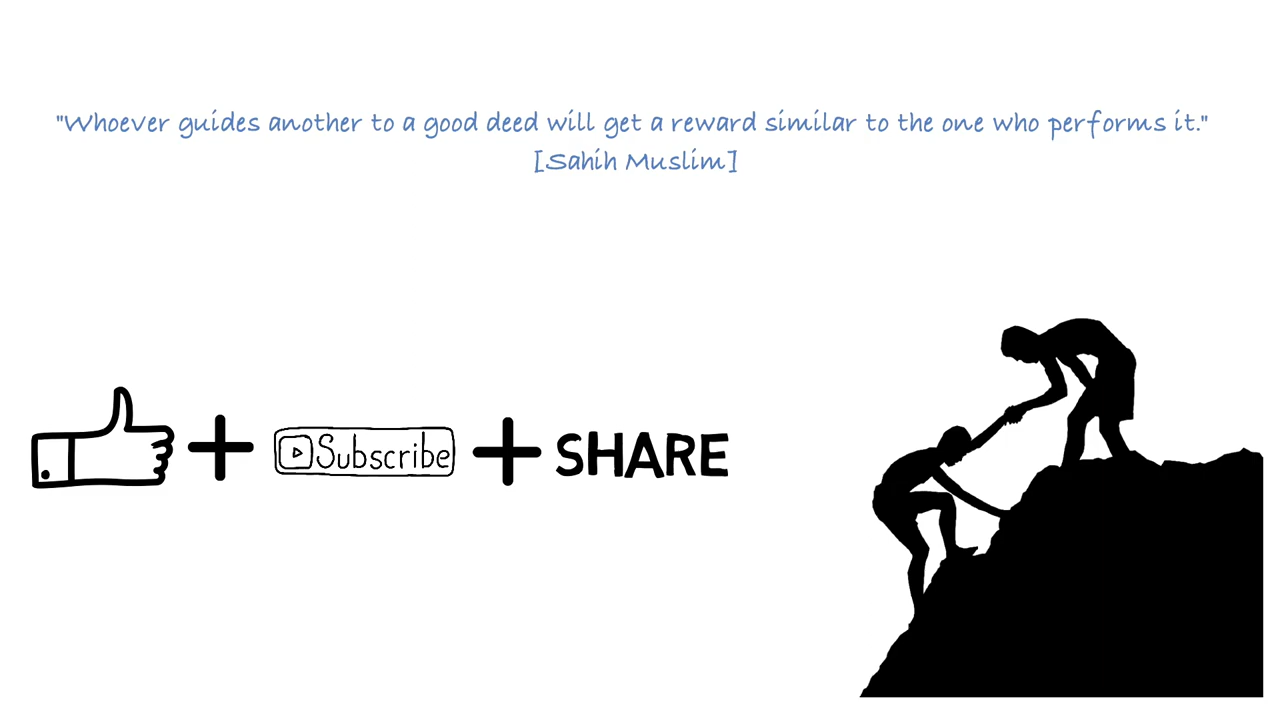 "Whoever guides another to a good deed will get a reward similar to the one who performs it."
[Sahih Muslim]
Subscribe
SHARE